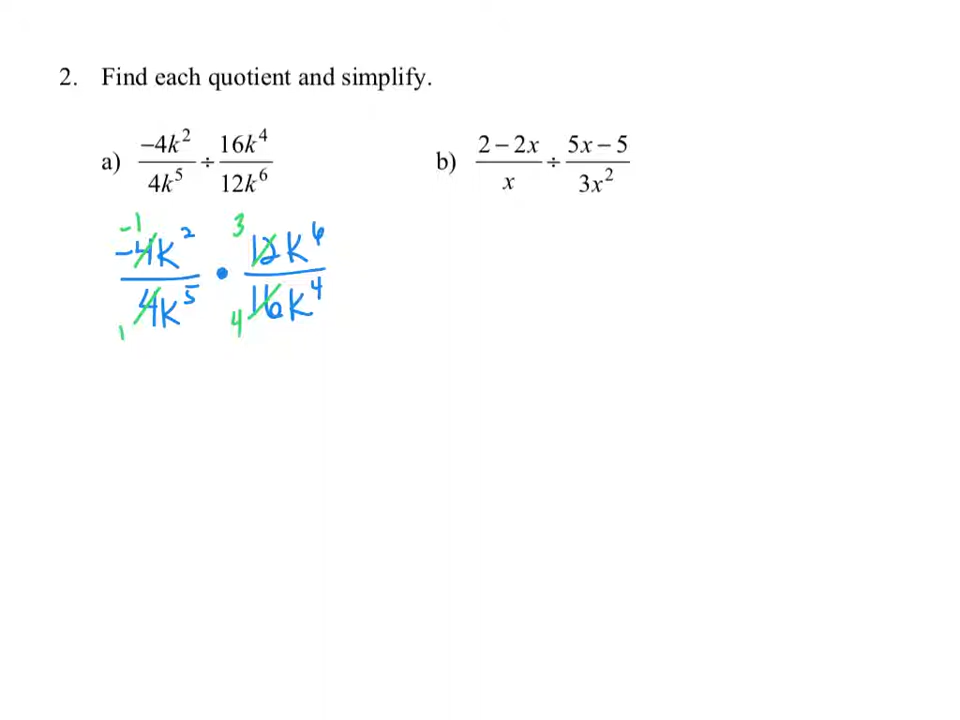 2. Find each quotient and simplify.
a) −4k²/4k⁵ ÷ 16k⁴/12k⁶
b) 2 − 2x/x ÷ 5x − 5/3x²
-1 3
-4k² 12k⁶
•
4k⁵ 16k⁴
1 4